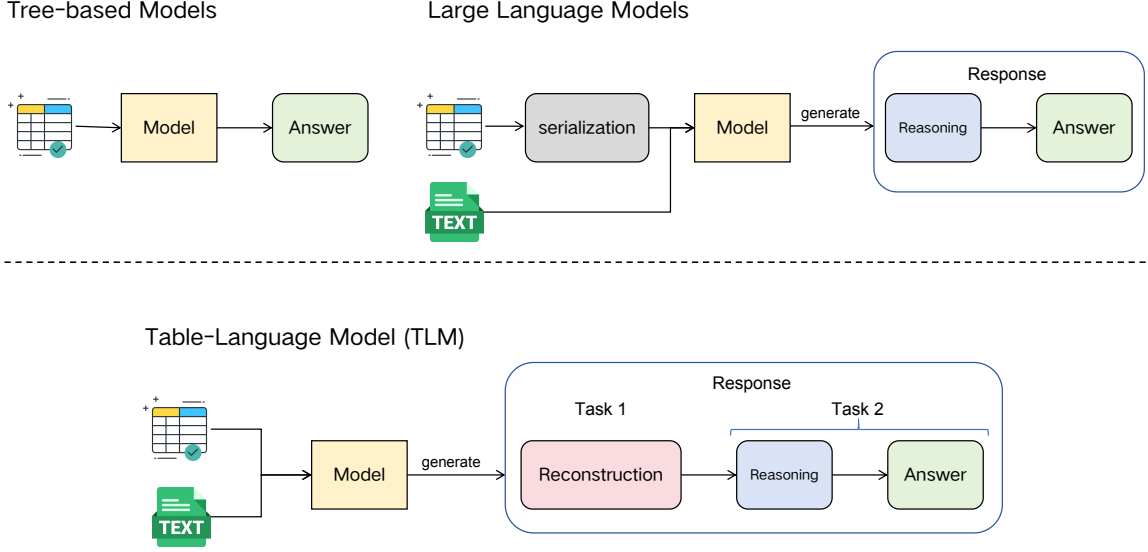 Tree-based Models
Large Language Models
Model
Answer
serialization
Model
generate
Response
Reasoning
Answer
TEXT
Table-Language Model (TLM)
Response
Task 1
Task 2
Model
generate
Reconstruction
Reasoning
Answer
TEXT